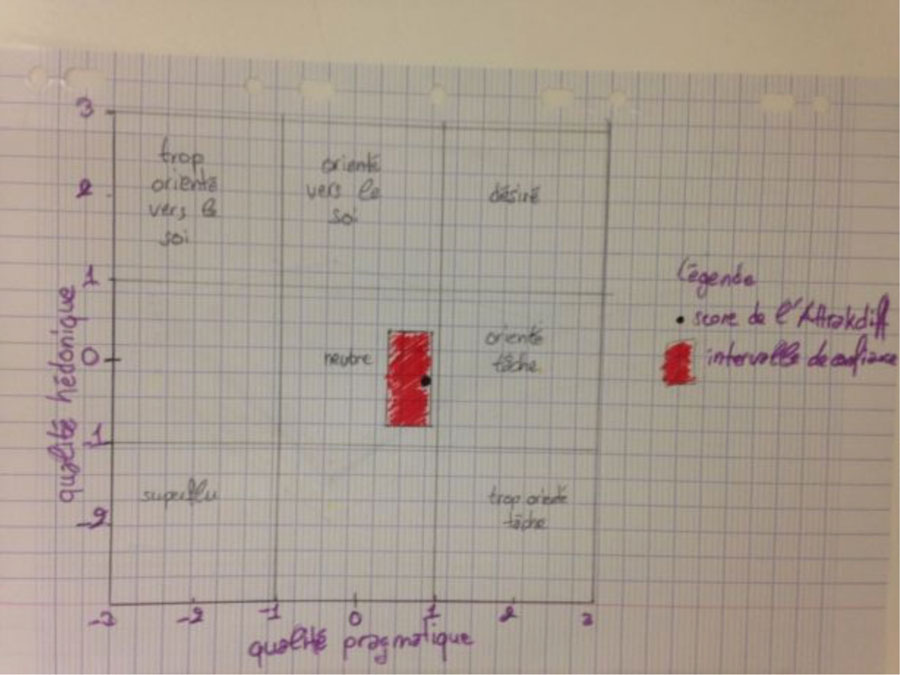 3
trop
orienté
vers le
soi
orienté
vers le
soi
2
désiré
1
Légende
• score de l'Attrakdiff
intervalle de confiance
orienté
tâche
neutre
0
-1
superflu
trop orienté
tâche
-2
-3
-2
-1
0
1
2
3
qualité pragmatique
qualité hédonique